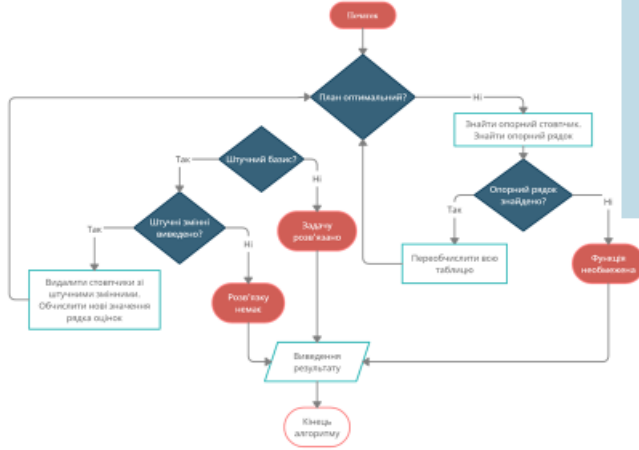 Початок
План оптимальний?
Ні
Знайти опорний стовпчик.
Знайти опорний рядок
Штучний базис?
Так
Ні
Опорний рядок
знайдено?
Так
Ні
Штучні змінні
виведено?
Так
Ні
Задачу
розв'язано
Переобчислити всю
таблицю
Функція
необмежена
Видалити стовпчики зі
штучними змінними.
Обчислити нові значення
рядка оцінок
Розв'язку
немає
Виведення
результату
Кінець
алгоритму